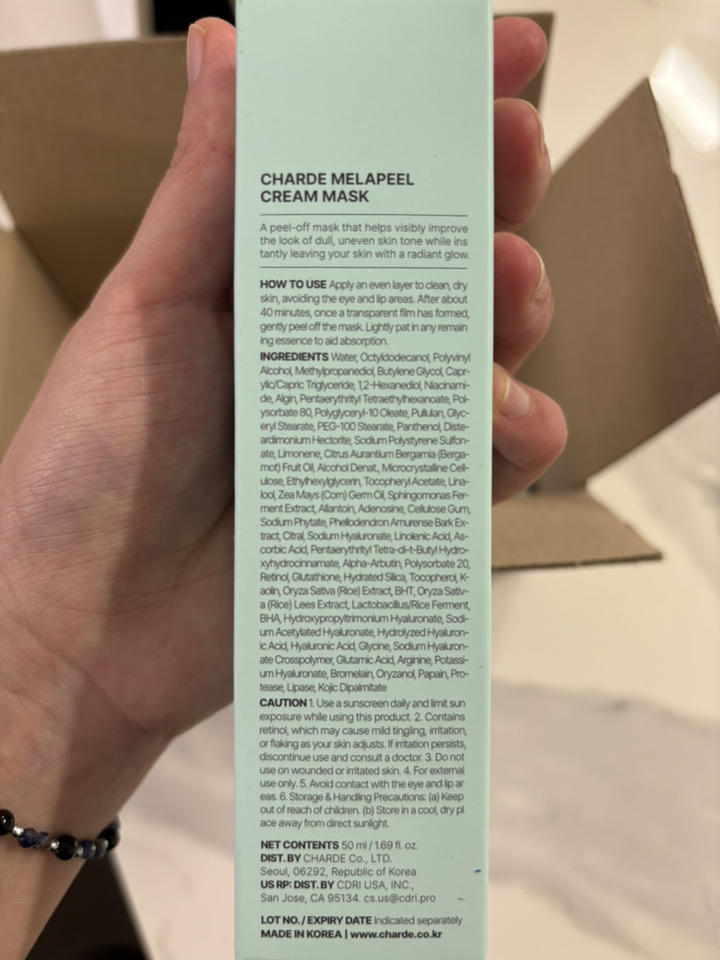 CHARDE MELAPEEL
CREAM MASK
A peel-off mask that helps visibly improve
the look of dull, uneven skin tone while ins
tantly leaving your skin with a radiant glow.
HOW TO USE Apply an even layer to clean, dry
skin, avoiding the eye and lip areas. After about
40 minutes, once a transparent film has formed,
gently peel off the mask. Lightly pat in any remain
ing essence to aid absorption.
INGREDIENTS Water, Octyldodecanol, Polyvinyl
Alcohol, Methylpropanediol, Butylene Glycol, Capr-
ylic/Capric Triglyceride, 1,2-Hexanediol, Niacinami-
de, Algin, Pentaerythrityl Tetraethylhexanoate, Pol-
ysorbate 80, Polyglyceryl-10 Oleate, Pullulan, Glyc-
eryl Stearate, PEG-100 Stearate, Panthenol, Diste-
ardimonium Hectorite, Sodium Polystyrene Sulfon-
ate, Limonene, Citrus Aurantium Bergamia (Berga-
mot) Fruit Oil, Alcohol Denat., Microcrystalline Cell-
ulose, Ethylhexylglycerin, Tocopheryl Acetate, Lina-
lool, Zea Mays (Corn) Germ Oil, Sphingomonas Fer-
ment Extract, Allantoin, Adenosine, Cellulose Gum,
Sodium Phytate, Phellodendron Amurense Bark Ex-
tract, Citral, Sodium Hyaluronate, Linolenic Acid, As-
corbic Acid, Pentaerythrityl Tetra-di-t-Butyl Hydro-
xyhydrocinnamate, Alpha-Arbutin, Polysorbate 20,
Retinol, Glutathione, Hydrated Silica, Tocopherol, K-
aolin, Oryza Sativa (Rice) Extract, BHT, Oryza Sativ-
a (Rice) Lees Extract, Lactobacillus/Rice Ferment,
BHA, Hydroxypropyltrimonium Hyaluronate, Sodi-
um Acetylated Hyaluronate, Hydrolyzed Hyaluron-
ic Acid, Hyaluronic Acid, Glycine, Sodium Hyaluron-
ate Crosspolymer, Glutamic Acid, Arginine, Potassi-
um Hyaluronate, Bromelain, Oryzanol, Papain, Pro-
tease, Lipase, Kojic Dipalmitate
CAUTION 1. Use a sunscreen daily and limit sun
exposure while using this product. 2. Contains
retinol, which may cause mild tingling, irritation,
or flaking as your skin adjusts. If irritation persists,
discontinue use and consult a doctor. 3. Do not
use on wounded or irritated skin. 4. For external
use only. 5. Avoid contact with the eye and lip ar
eas. 6. Storage & Handling Precautions: (a) Keep
out of reach of children. (b) Store in a cool, dry pl
ace away from direct sunlight.
NET CONTENTS 50 ml / 1.69 fl. oz.
DIST. BY CHARDE Co., LTD.
Seoul, 06292, Republic of Korea
US RP: DIST. BY CDRI USA, INC.,
San Jose, CA 95134. cs.us@cdri.pro
LOT NO. / EXPIRY DATE Indicated separately
MADE IN KOREA | www.charde.co.kr